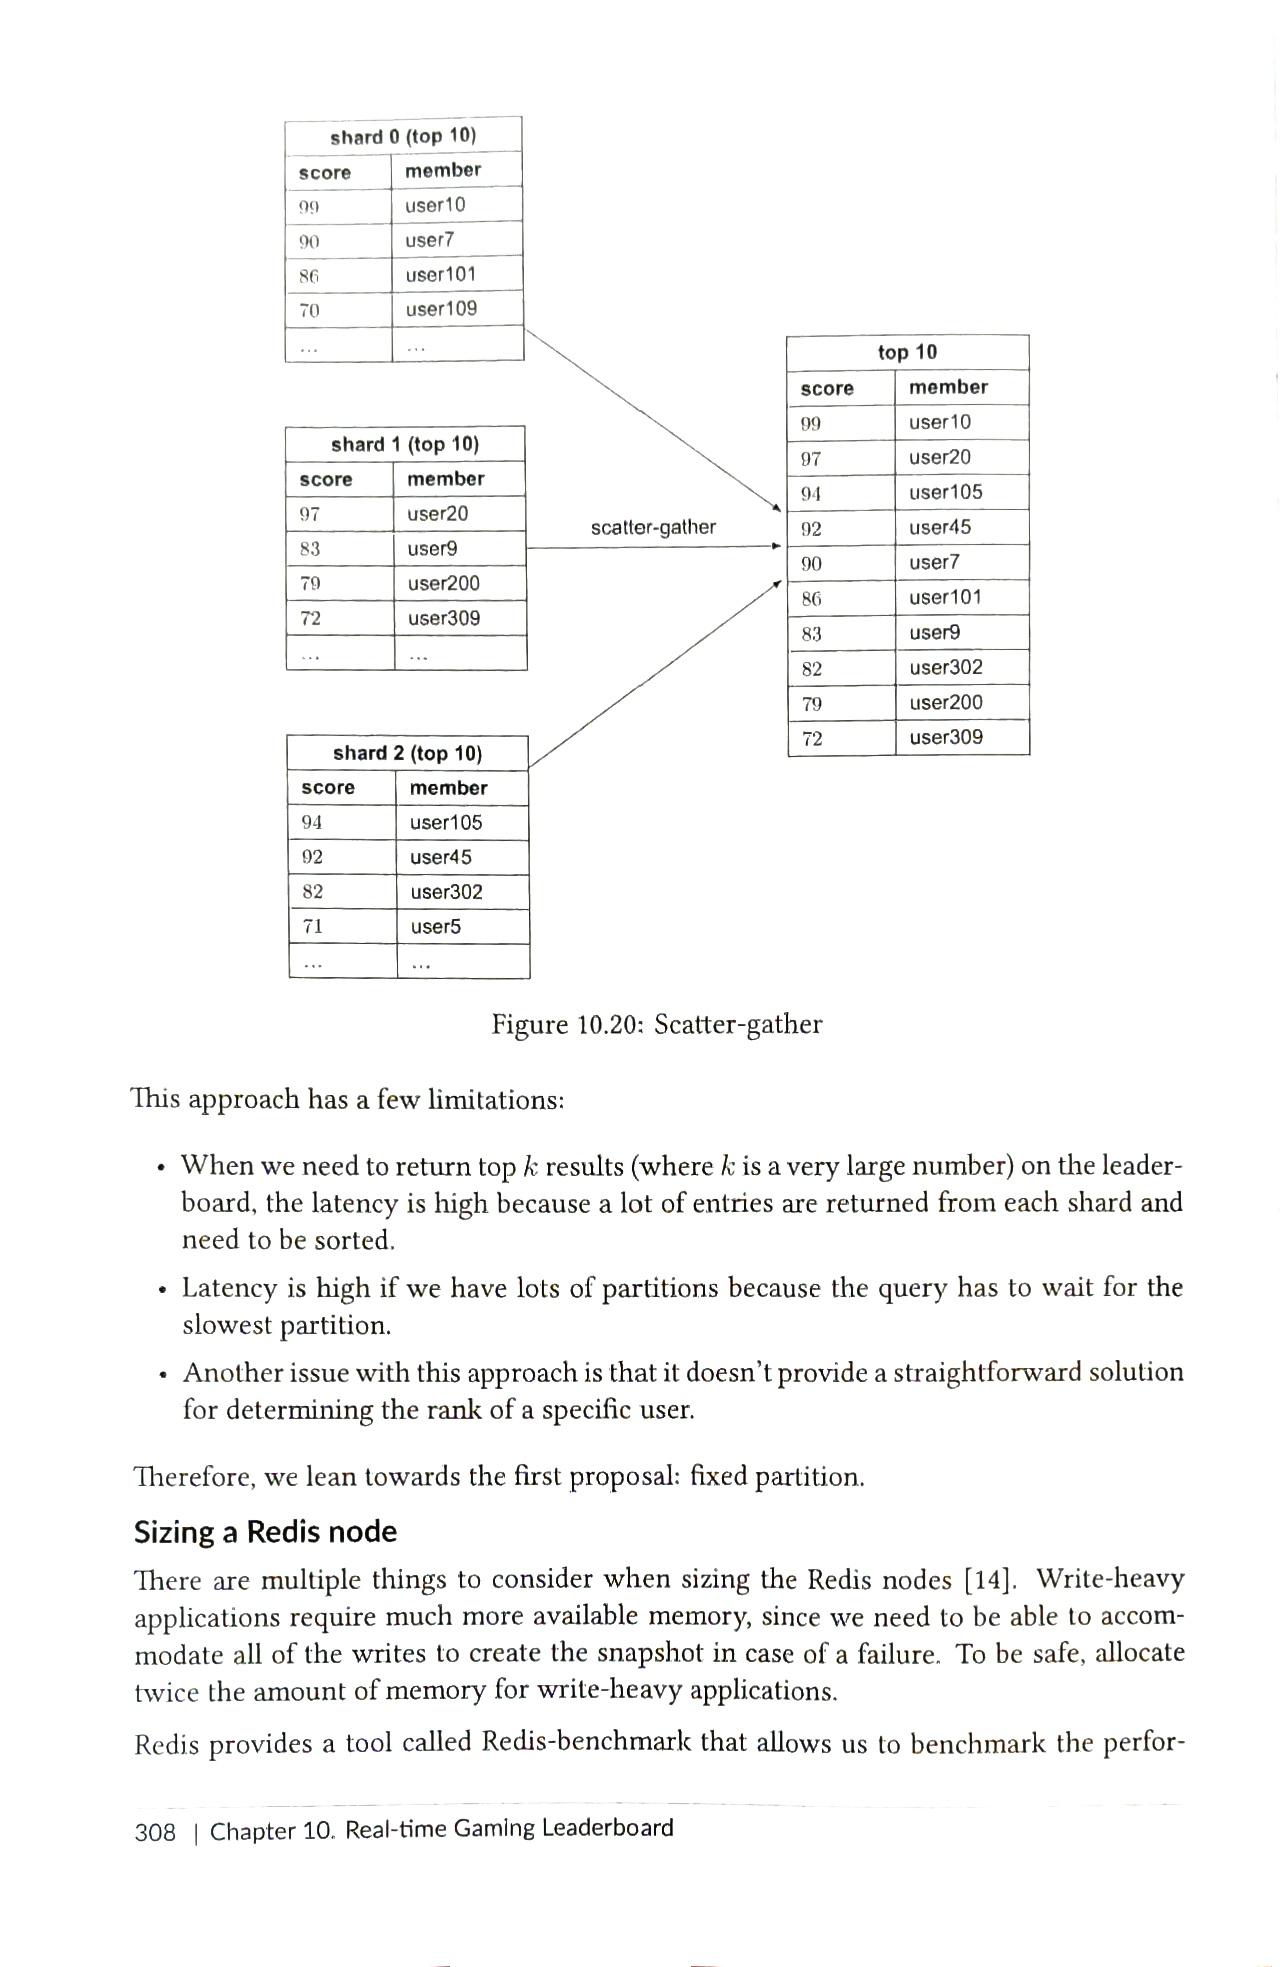 shard 0 (top 10)
score member
99 user10
90 user7
86 user101
70 user109
... ...
shard 1 (top 10)
score member
97 user20
83 user9
79 user200
72 user309
... ...
shard 2 (top 10)
score member
94 user105
92 user45
82 user302
71 user5
... ...
scatter-gather
top 10
score member
99 user10
97 user20
94 user105
92 user45
90 user7
86 user101
83 user9
82 user302
79 user200
72 user309
Figure 10.20: Scatter-gather
This approach has a few limitations:
• When we need to return top k results (where k is a very large number) on the leader-
board, the latency is high because a lot of entries are returned from each shard and
need to be sorted.
• Latency is high if we have lots of partitions because the query has to wait for the
slowest partition.
• Another issue with this approach is that it doesn't provide a straightforward solution
for determining the rank of a specific user.
Therefore, we lean towards the first proposal: fixed partition.
Sizing a Redis node
There are multiple things to consider when sizing the Redis nodes [14]. Write-heavy
applications require much more available memory, since we need to be able to accom-
modate all of the writes to create the snapshot in case of a failure. To be safe, allocate
twice the amount of memory for write-heavy applications.
Redis provides a tool called Redis-benchmark that allows us to benchmark the perfor-
308 | Chapter 10. Real-time Gaming Leaderboard